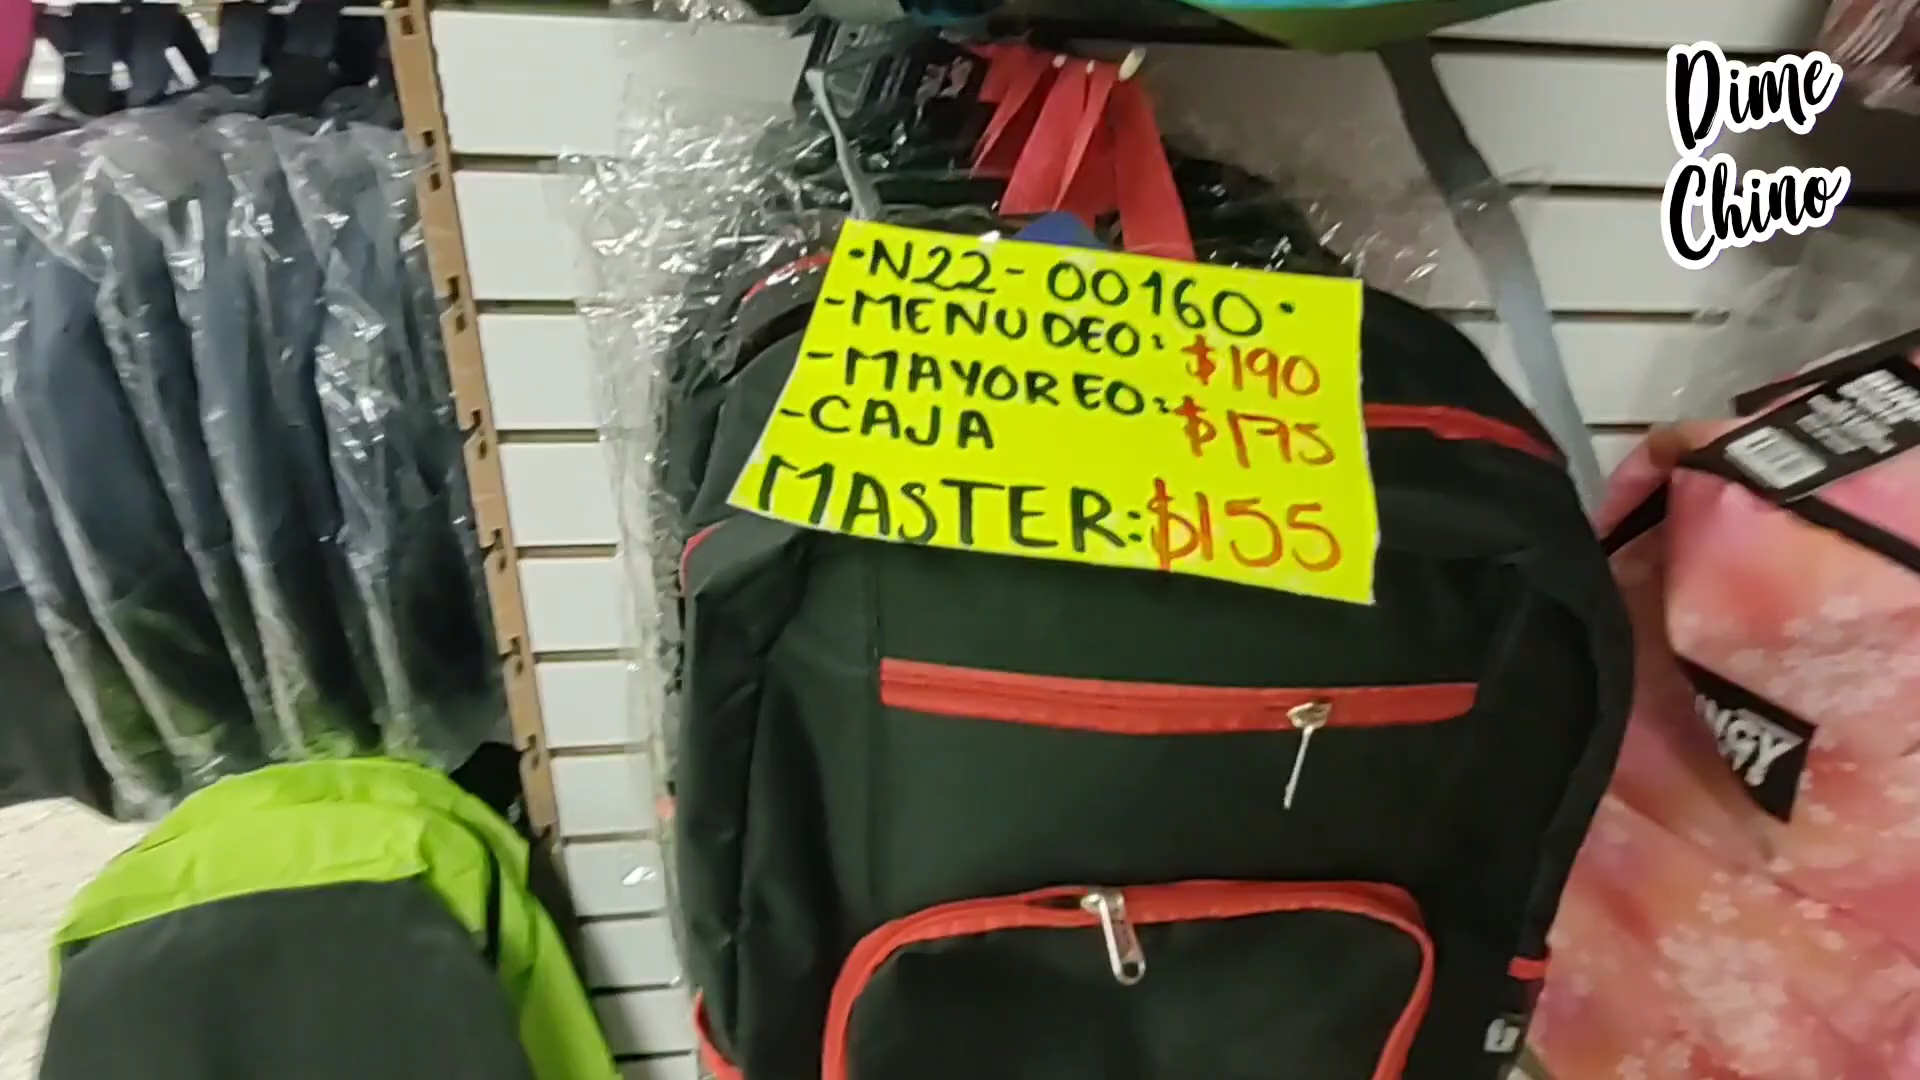 Dime
Chino
•N22-00160•
-MENUDEO: $190
-MAYOREO: $175
-CAJA
MASTER: $155